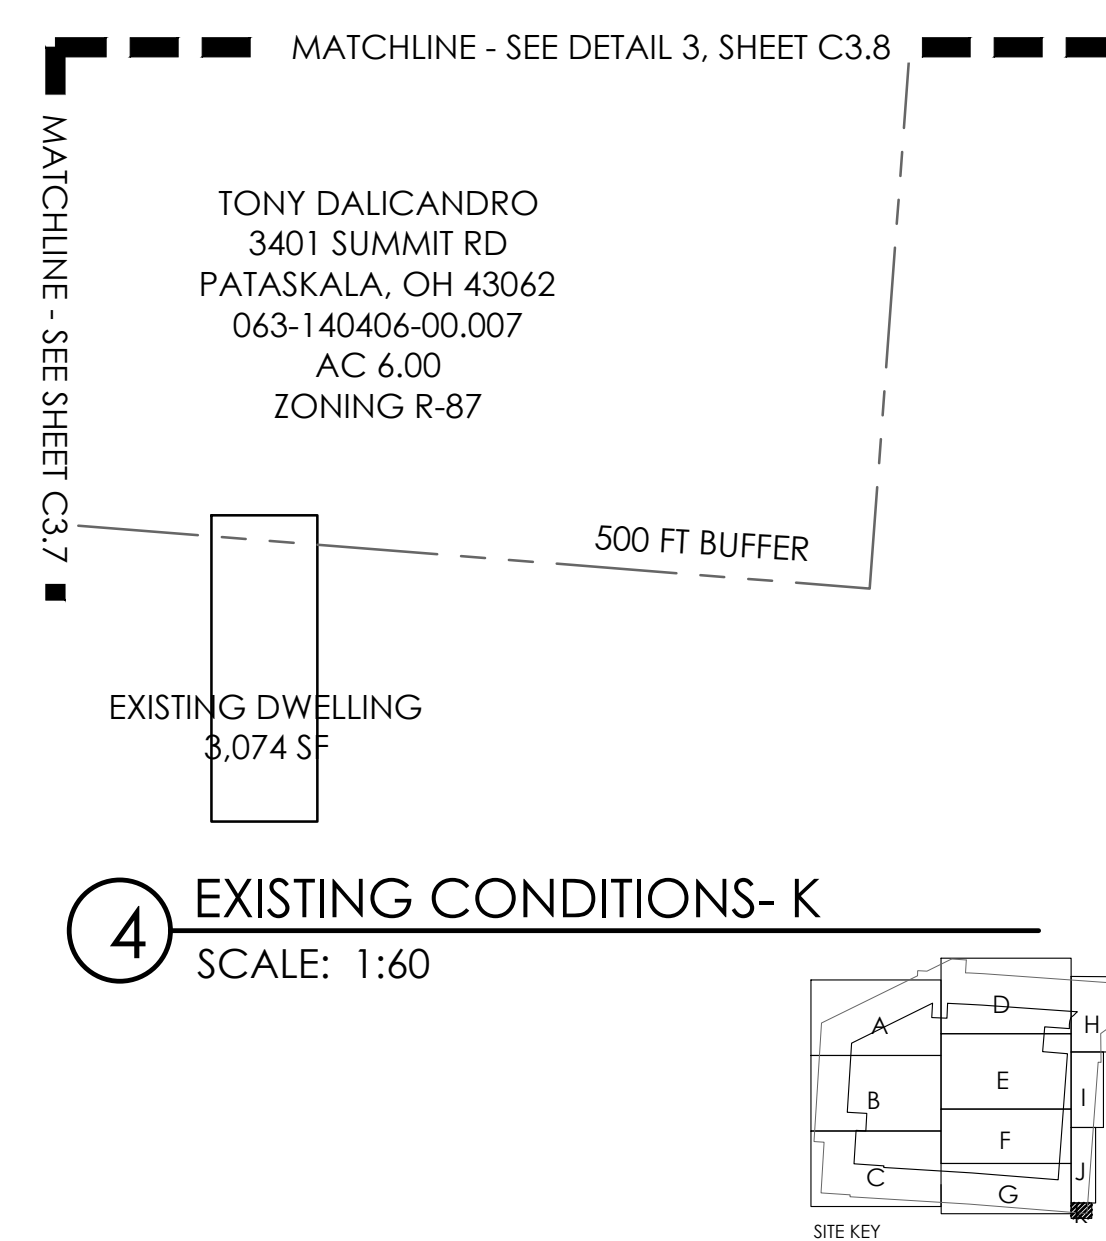 MATCHLINE - SEE DETAIL 3, SHEET C3.8
MATCHLINE - SEE SHEET C3.7
TONY DALICANDRO
3401 SUMMIT RD
PATASKALA, OH 43062
063-140406-00.007
AC 6.00
ZONING R-87
500 FT BUFFER
EXISTING DWELLING
3,074 SF
4
EXISTING CONDITIONS- K
SCALE: 1:60
A
D
H
B
E
I
F
C
G
J
K
SITE KEY